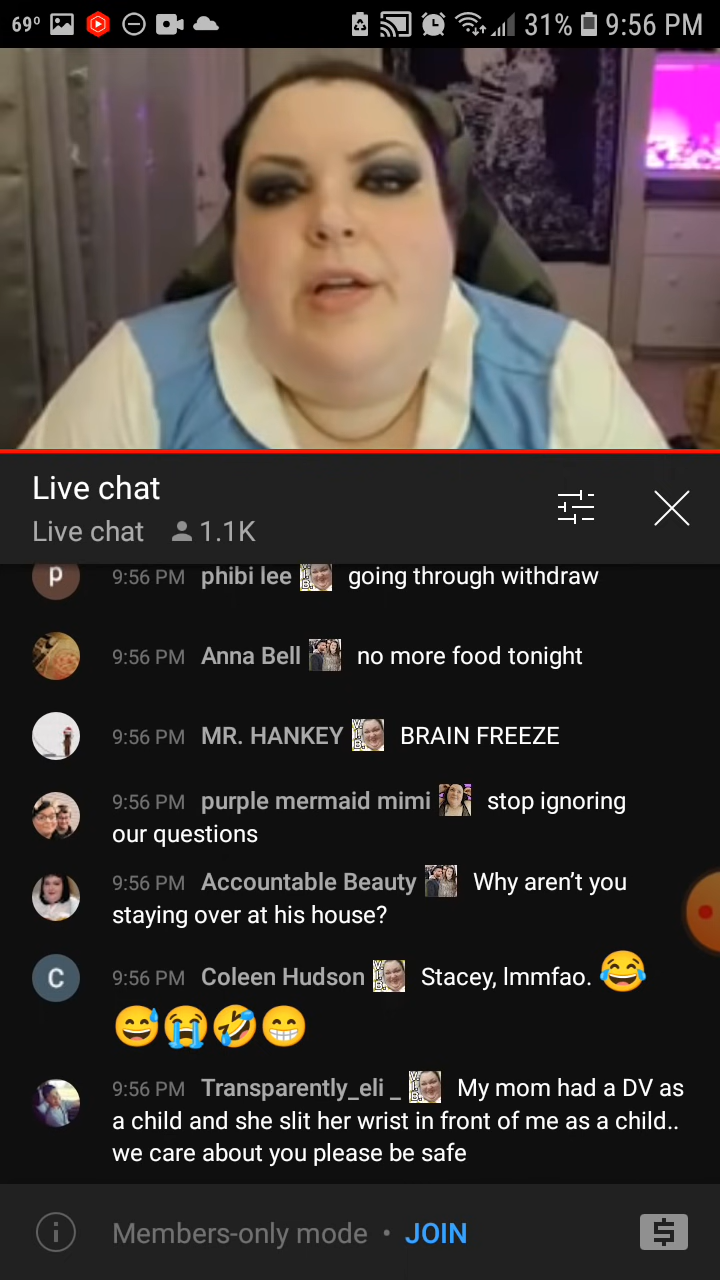 69° 31% 9:56 PM
Live chat
Live chat 1.1K
p 9:56 PM phibi lee going through withdraw
9:56 PM Anna Bell no more food tonight
9:56 PM MR. HANKEY BRAIN FREEZE
9:56 PM purple mermaid mimi stop ignoring
our questions
9:56 PM Accountable Beauty Why aren't you
staying over at his house?
C 9:56 PM Coleen Hudson Stacey, lmmfao. 😂
😅😭🤣😁
9:56 PM Transparently_eli _ My mom had a DV as
a child and she slit her wrist in front of me as a child..
we care about you please be safe
Members-only mode • JOIN